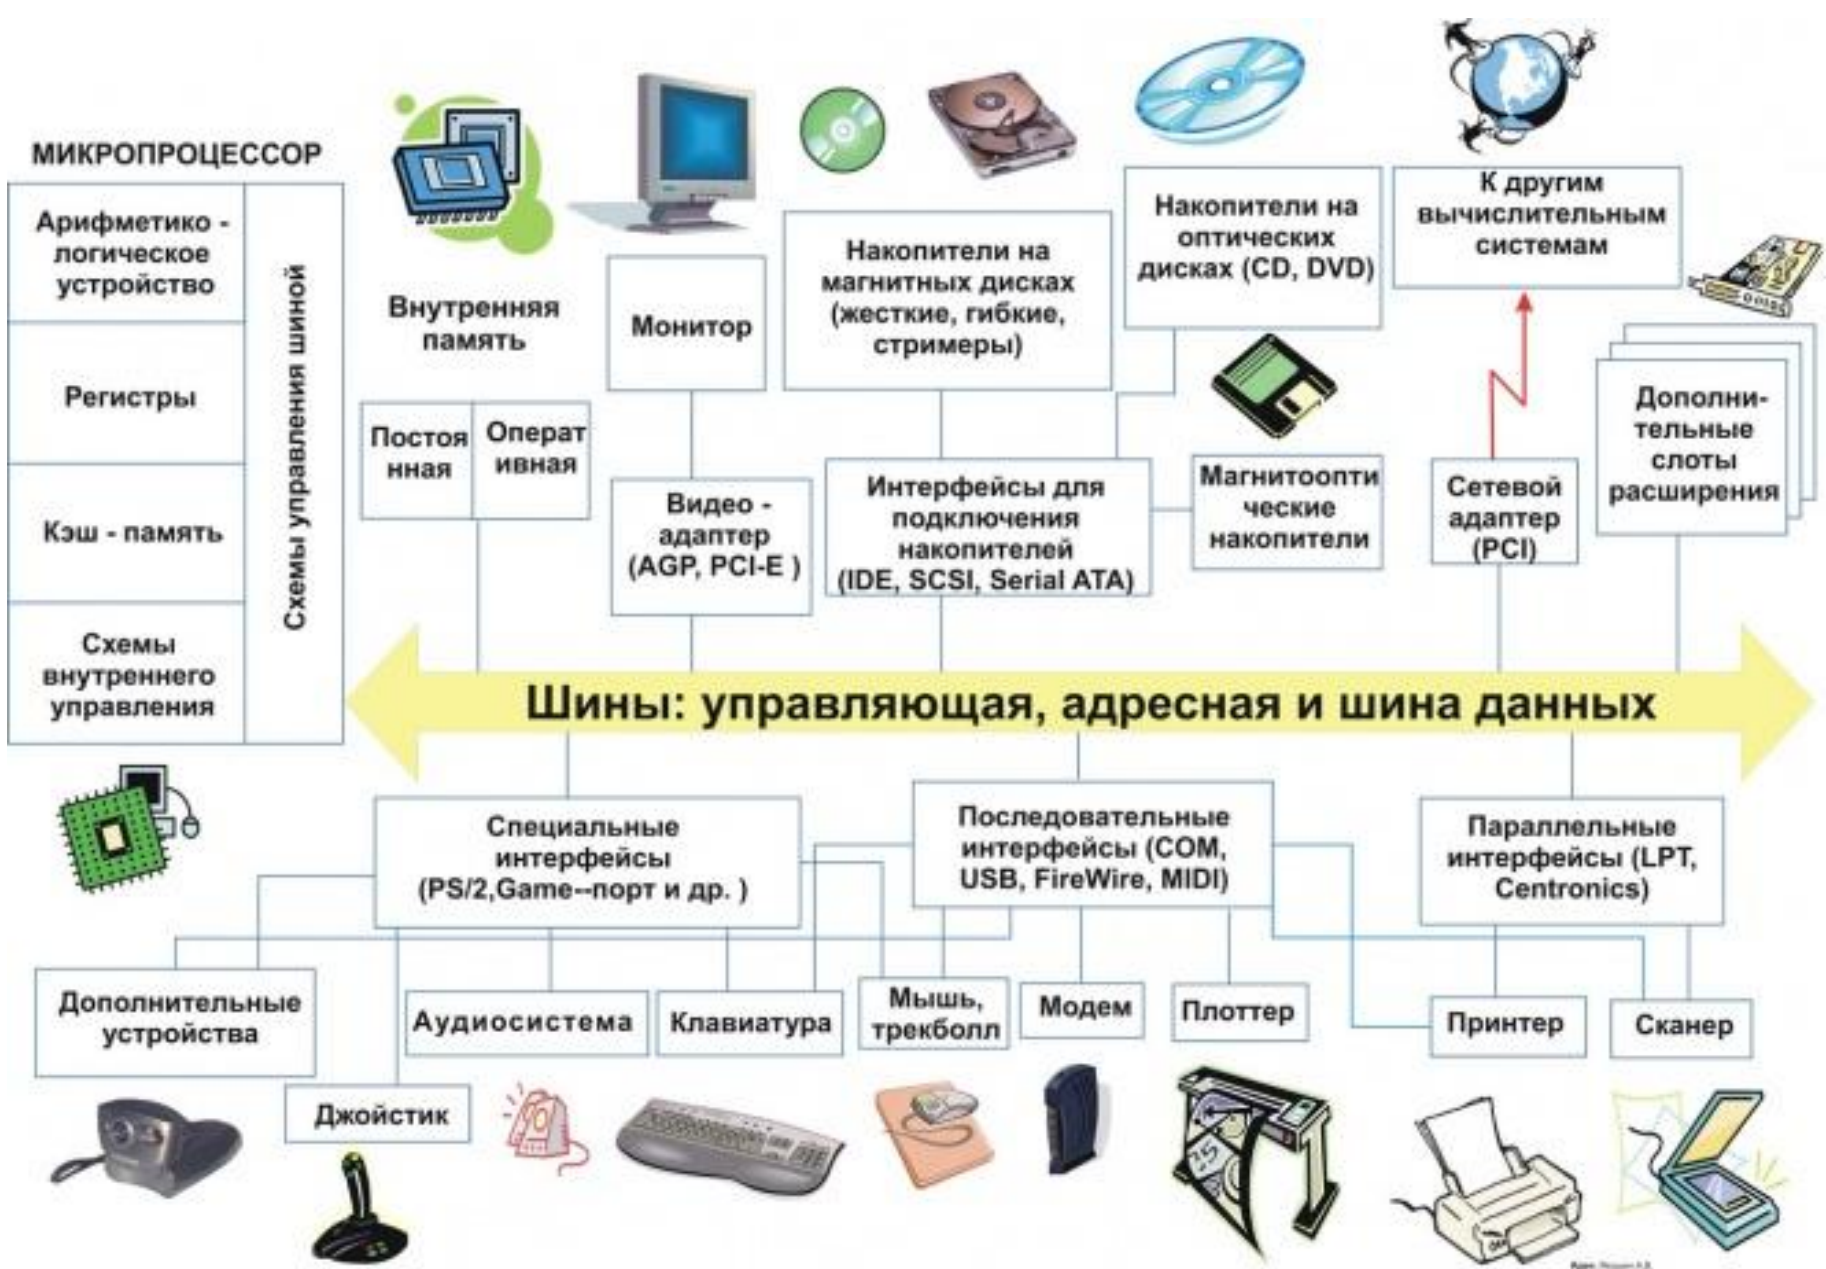 МИКРОПРОЦЕССОР
Арифметико -
логическое
устройство
Регистры
Кэш - память
Схемы
внутреннего
управления
Схемы управления шиной
Внутренняя
память
Постоя
нная
Операт
ивная
Монитор
Видео -
адаптер
(AGP, PCI-E )
Накопители на
магнитных дисках
(жесткие, гибкие,
стримеры)
Накопители на
оптических
дисках (CD, DVD)
Интерфейсы для
подключения
накопителей
(IDE, SCSI, Serial ATA)
Магнитоопти
ческие
накопители
К другим
вычислительным
системам
Сетевой
адаптер
(PCI)
Дополни-
тельные
слоты
расширения
Шины: управляющая, адресная и шина данных
Специальные
интерфейсы
(PS/2,Game--порт и др. )
Последовательные
интерфейсы (COM,
USB, FireWire, MIDI)
Параллельные
интерфейсы (LPT,
Centronics)
Дополнительные
устройства
Джойстик
Аудиосистема
Клавиатура
Мышь,
трекболл
Модем
Плоттер
Принтер
Сканер